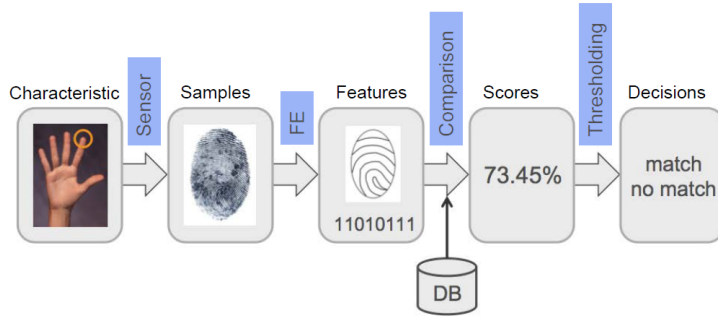 Characteristic
Sensor
Samples
FE
Features
Comparison
Scores
Thresholding
Decisions
11010111
73.45%
match
no match
DB